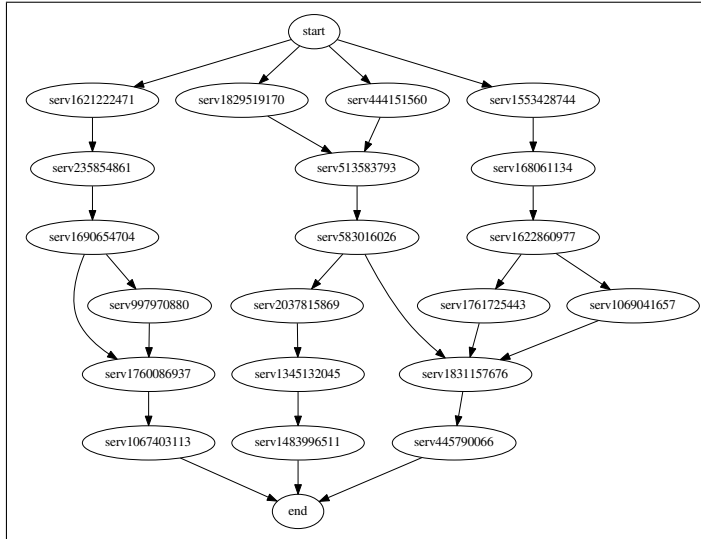 start
serv1621222471
serv1829519170
serv444151560
serv1553428744
serv235854861
serv513583793
serv168061134
serv1690654704
serv583016026
serv1622860977
serv997970880
serv2037815869
serv1761725443
serv1069041657
serv1760086937
serv1345132045
serv1831157676
serv1067403113
serv1483996511
serv445790066
end